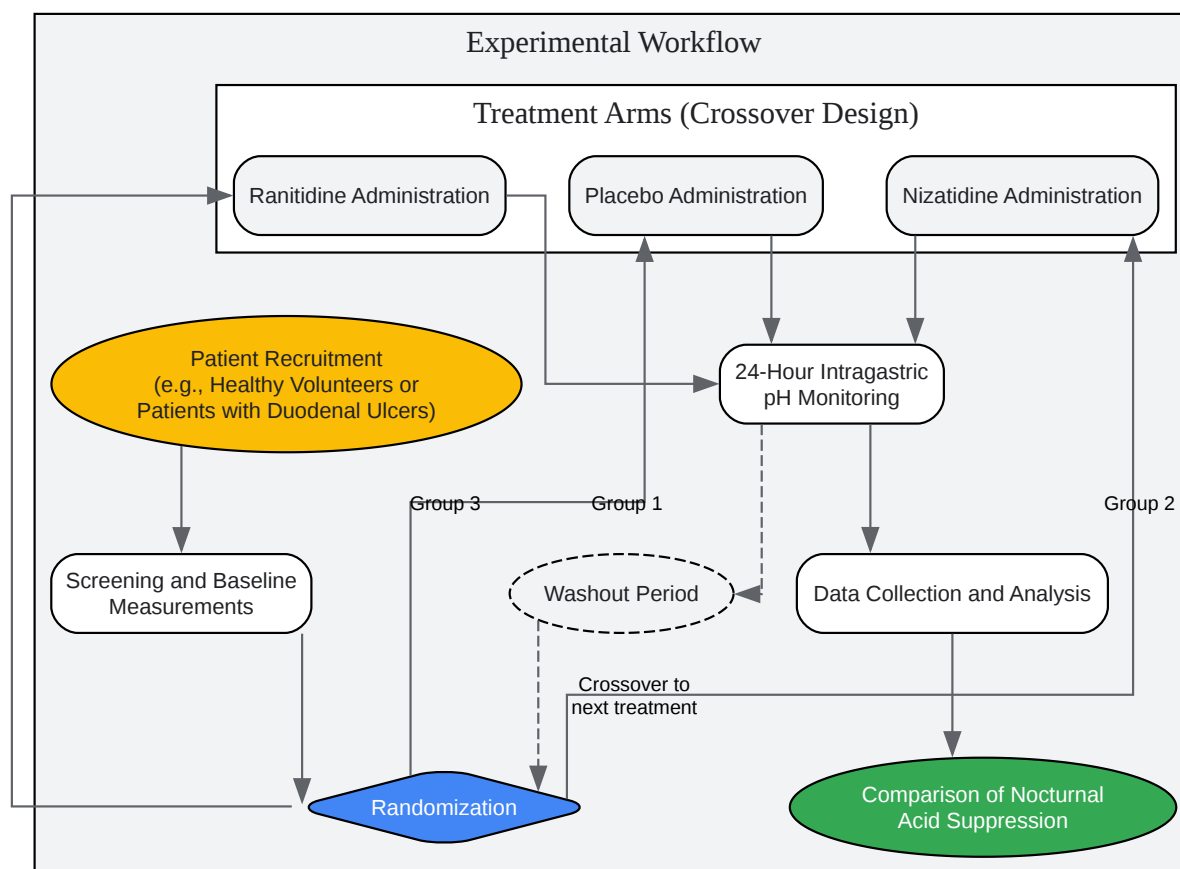 Experimental Workflow
Treatment Arms (Crossover Design)
Ranitidine Administration
Placebo Administration
Nizatidine Administration
Patient Recruitment
(e.g., Healthy Volunteers or
Patients with Duodenal Ulcers)
24-Hour Intragastric
pH Monitoring
Group 3
Group 1
Group 2
Screening and Baseline
Measurements
Washout Period
Data Collection and Analysis
Crossover to
next treatment
Randomization
Comparison of Nocturnal
Acid Suppression